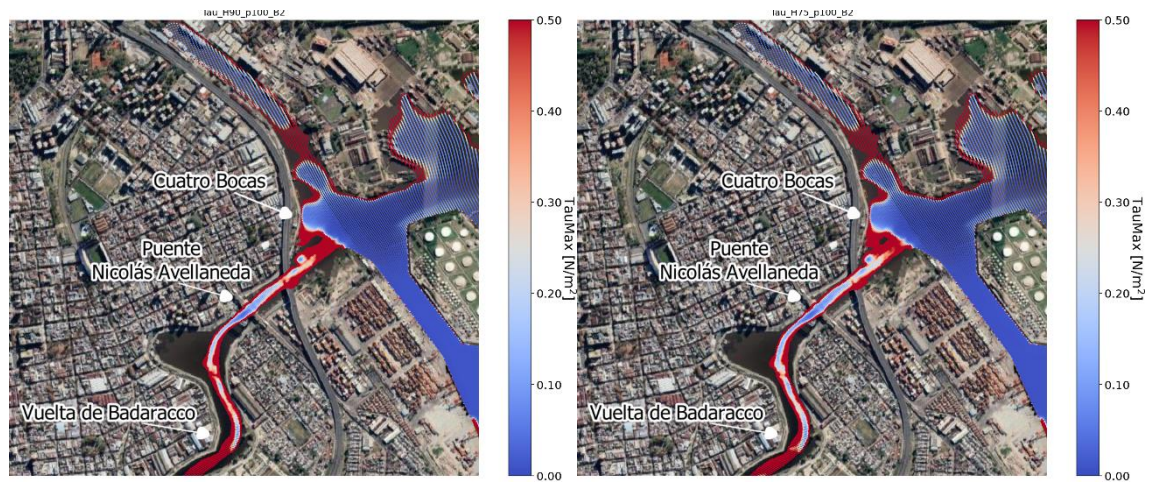 Tau_M90_p100_B2
Cuatro Bocas
Puente
Nicolás Avellaneda
Vuelta de Badaracco
0.50
0.40
0.30
0.20
0.10
0.00
TauMax [N/m²]
Tau_M75_p100_B2
Cuatro Bocas
Puente
Nicolás Avellaneda
Vuelta de Badaracco
0.50
0.40
0.30
0.20
0.10
0.00
TauMax [N/m²]